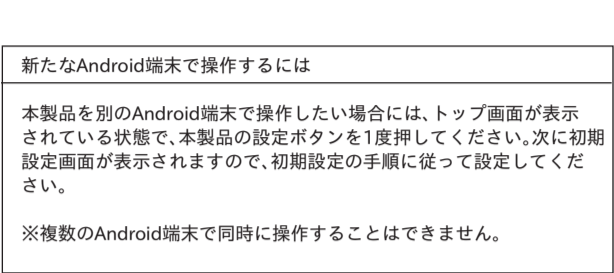 新たなAndroid端末で操作するには
本製品を別のAndroid端末で操作したい場合には、トップ画面が表示
されている状態で、本製品の設定ボタンを1度押してください。次に初期
設定画面が表示されますので、初期設定の手順に従って設定してくだ
さい。
※複数のAndroid端末で同時に操作することはできません。